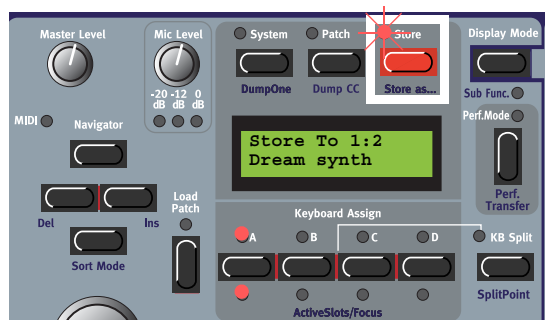 Master Level
Mic Level
System
Patch
Store
Display Mode
-20 -12 0
dB dB dB
DumpOne
Dump CC
Store as...
Sub Func.
MIDI
Navigator
Perf.Mode
Store To 1:2
Dream synth
Del
Ins
Load
Patch
Perf.
Transfer
Keyboard Assign
A
B
C
D
KB Split
Sort Mode
SplitPoint
ActiveSlots/Focus